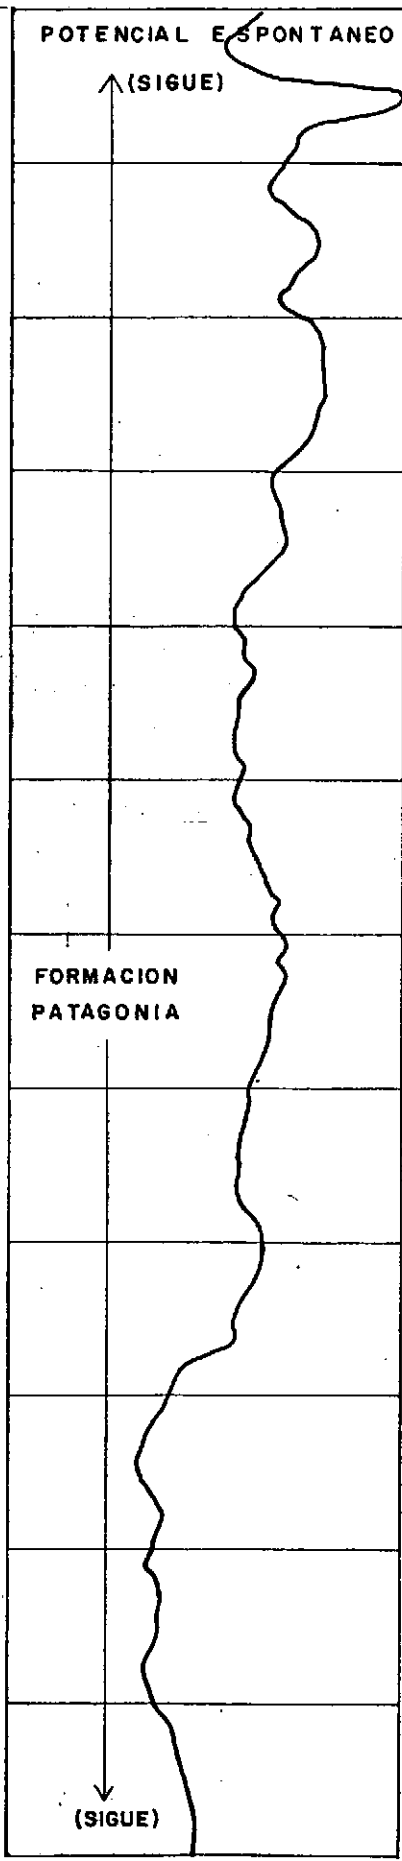 POTENCIAL ESPONTANEO
(SIGUE)
FORMACION
PATAGONIA
(SIGUE)